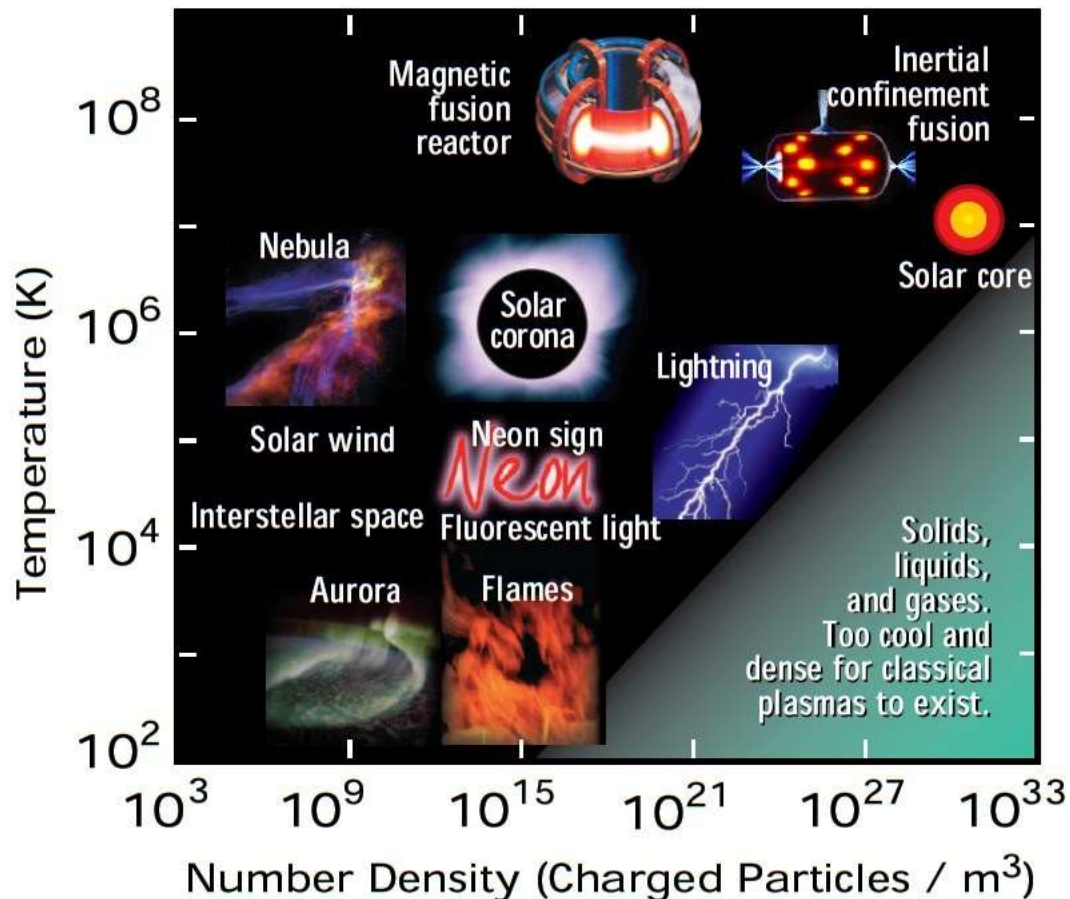 Temperature (K)
10⁸
10⁶
10⁴
10²
Magnetic
fusion
reactor
Inertial
confinement
fusion
Solar core
Nebula
Solar
corona
Lightning
Solar wind
Neon sign
Neon
Interstellar space
Fluorescent light
Aurora
Flames
Solids,
liquids,
and gases.
Too cool and
dense for classical
plasmas to exist.
10³ 10⁹ 10¹⁵ 10²¹ 10²⁷ 10³³
Number Density (Charged Particles / m³)